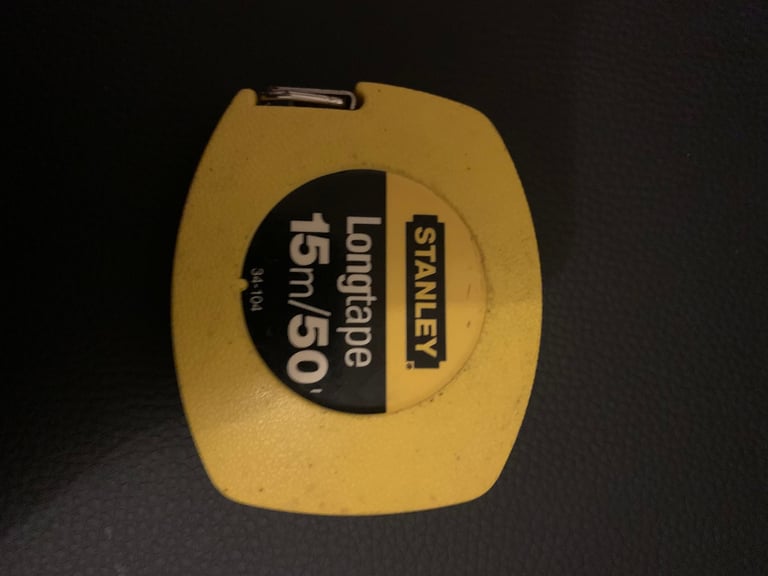 STANLEY
Longtape
15m/50'
34-104